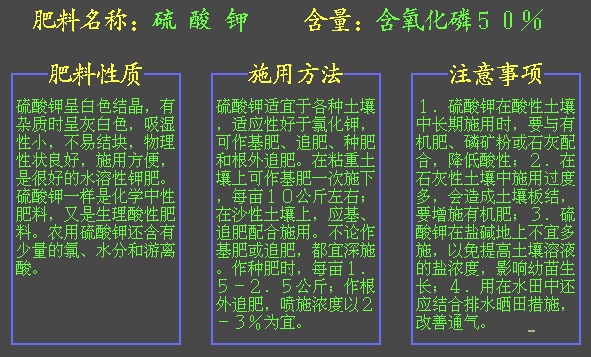 肥料名称：硫 酸 钾　　含量：含氧化磷５０％
肥料性质
硫酸钾呈白色结晶，有
杂质时呈灰白色，吸湿
性小，不易结块，物理
性状良好，施用方便，
是很好的水溶性钾肥。
硫酸钾一样是化学中性
肥料，又是生理酸性肥
料。农用硫酸钾还含有
少量的氯、水分和游离
酸。
施用方法
硫酸钾适宜于各种土壤
，适应性好于氯化钾，
可作基肥、追肥、种肥
和根外追肥。在粘重土
壤上可作基肥一次施下
，每亩１０公斤左右；
在沙性土壤上，应基、
追肥配合施用。不论作
基肥或追肥，都宜深施
。作种肥时，每亩１．
５－２．５公斤；作根
外追肥，喷施浓度以２
－３％为宜。
注意事项
１．硫酸钾在酸性土壤
中长期施用时，要与有
机肥、磷矿粉或石灰配
合，降低酸性；２．在
石灰性土壤中施用过度
多，会造成土壤板结，
要增施有机肥；３．硫
酸钾在盐碱地上不宜多
施，以免提高土壤溶液
的盐浓度，影响幼苗生
长；４．用在水田中还
应结合排水晒田措施，
改善通气。